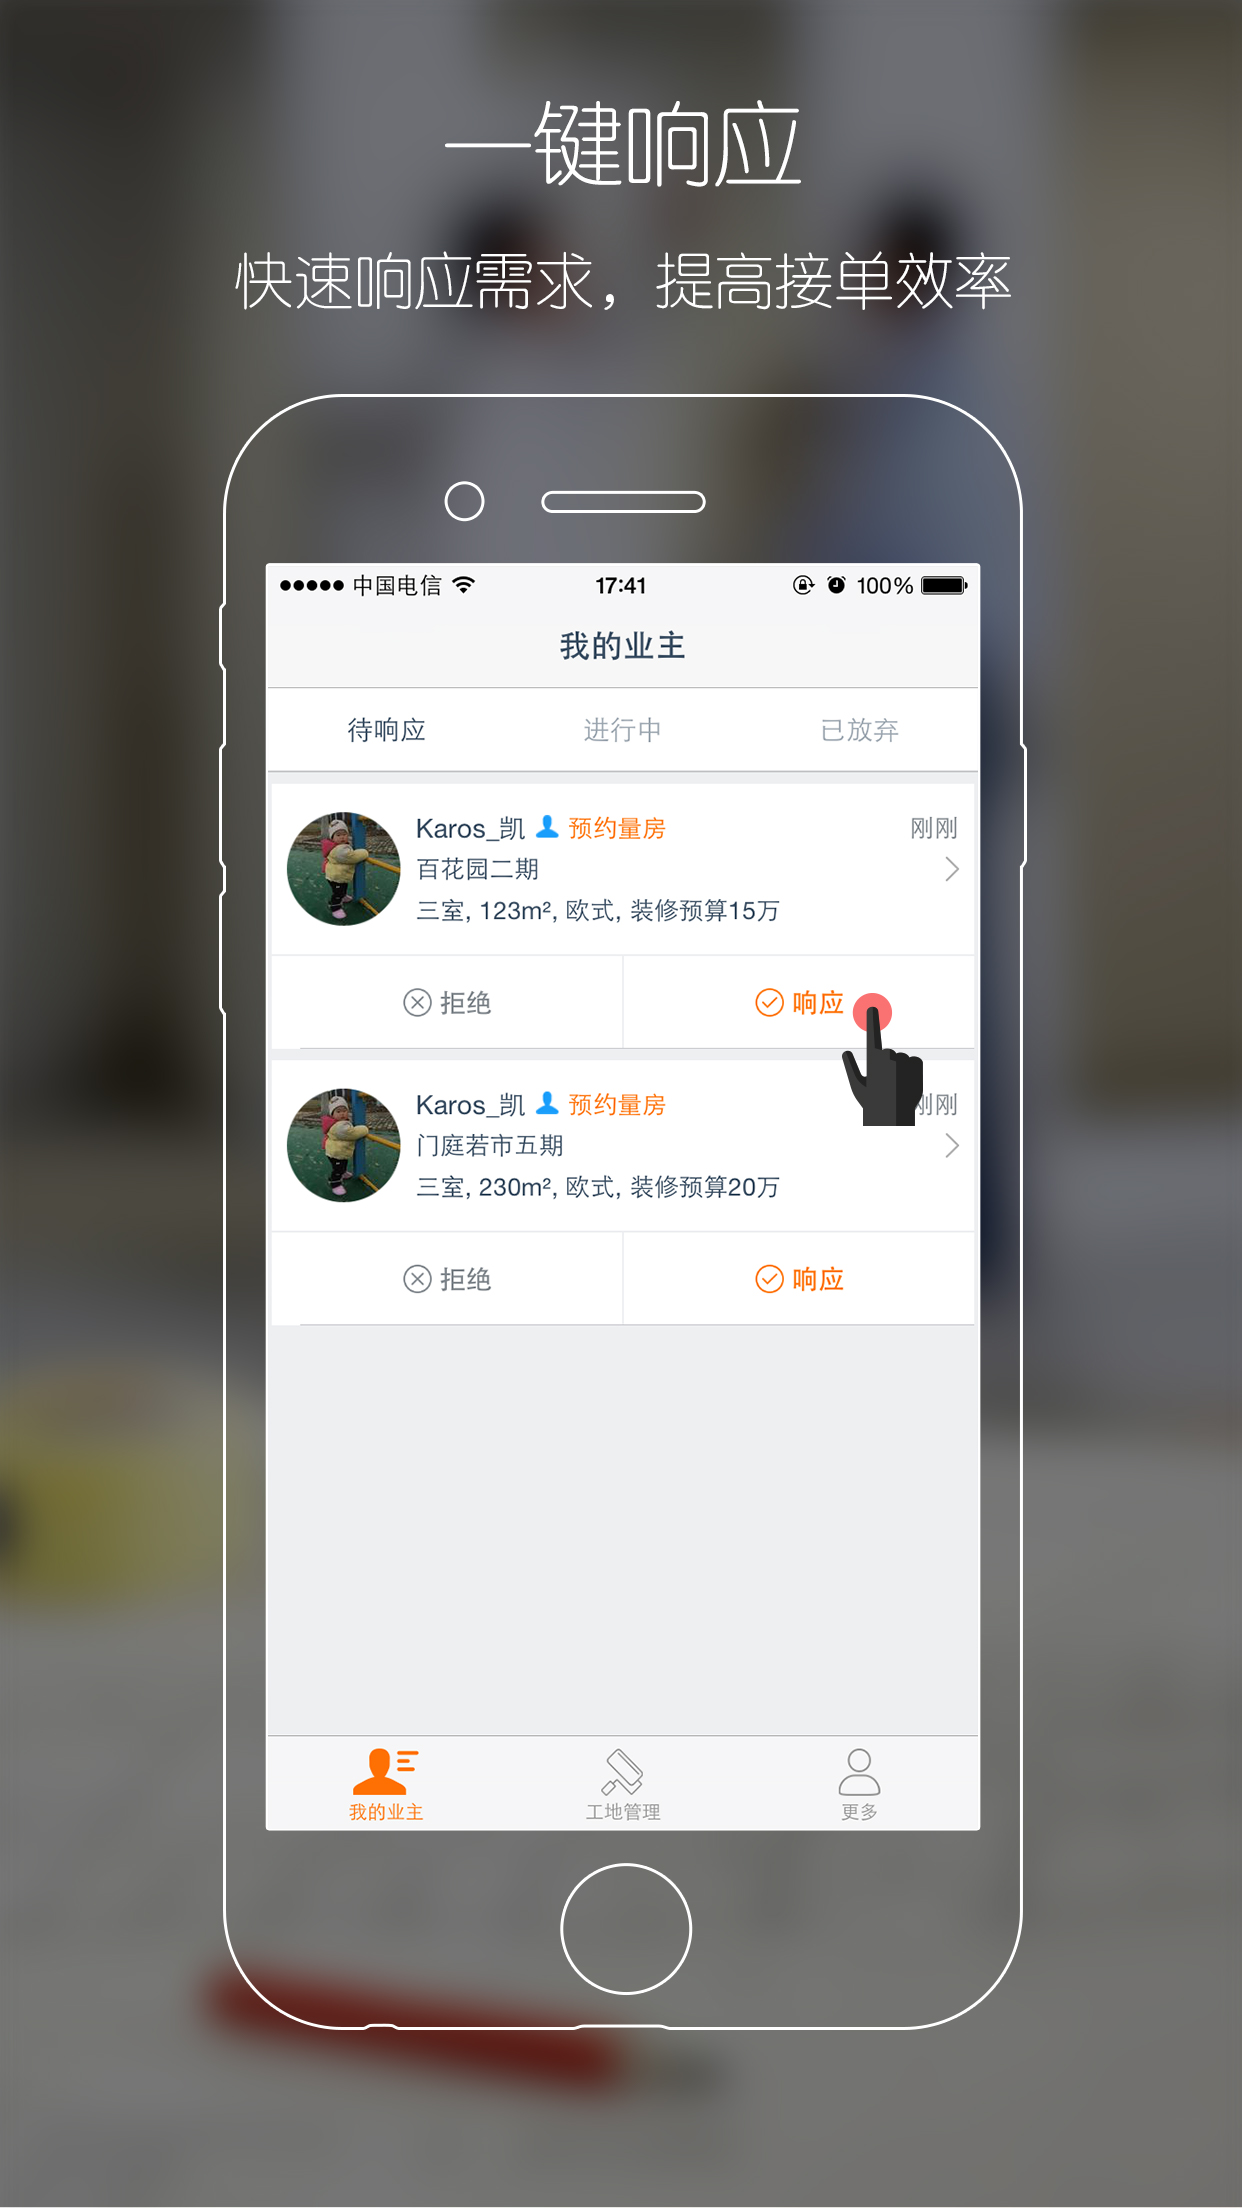 一键响应
快速响应需求，提高接单效率
中国电信 17:41 100%
我的业主
待响应 进行中 已放弃
Karos_凯 预约量房 刚刚
百花园二期
三室, 123m², 欧式, 装修预算15万
拒绝 响应
Karos_凯 预约量房 刚刚
门庭若市五期
三室, 230m², 欧式, 装修预算20万
拒绝 响应
我的业主 工地管理 更多